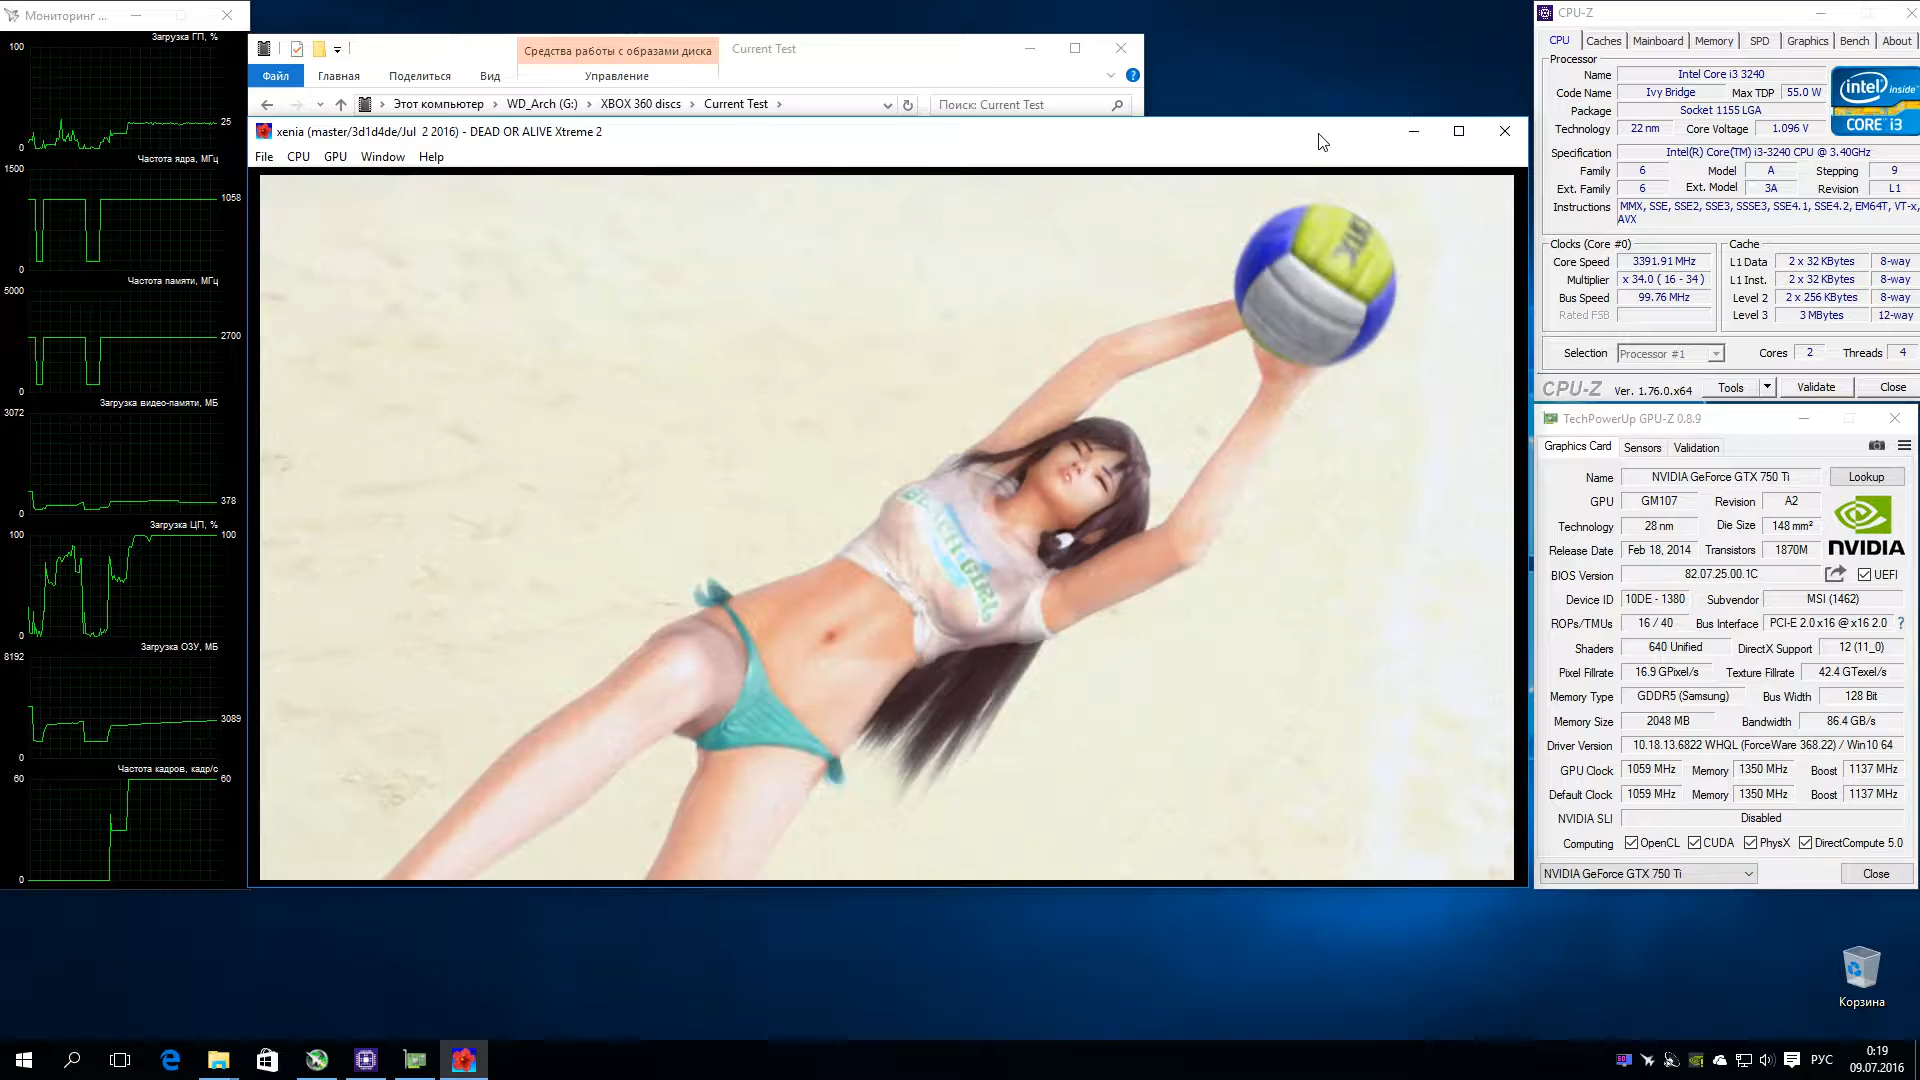 Мониторинг ...
Загрузка ГП, %
100
25
0
Частота ядра, МГц
1500
1058
0
Частота памяти, МГц
5000
2700
0
Загрузка видео-памяти, МБ
3072
378
0
Загрузка ЦП, %
100
100
0
Загрузка ОЗУ, МБ
8192
3089
0
Частота кадров, кадр/с
60
60
0
Средства работы с образами диска
Current Test
Файл
Главная
Поделиться
Вид
Управление
Этот компьютер
WD_Arch (G:)
XBOX 360 discs
Current Test
Поиск: Current Test
xenia (master/3d1d4de/Jul 2 2016) - DEAD OR ALIVE Xtreme 2
File CPU GPU Window Help
BEACH GIRLS
CPU-Z
CPU Caches Mainboard Memory SPD Graphics Bench About
Processor
Name Intel Core i3 3240
Code Name Ivy Bridge Max TDP 55.0 W
Package Socket 1155 LGA
Technology 22 nm Core Voltage 1.096 V
intel inside™
CORE i3
Specification Intel(R) Core(TM) i3-3240 CPU @ 3.40GHz
Family 6 Model A Stepping 9
Ext. Family 6 Ext. Model 3A Revision L1
Instructions MMX, SSE, SSE2, SSE3, SSSE3, SSE4.1, SSE4.2, EM64T, VT-x,
AVX
Clocks (Core #0)
Core Speed 3391.91 MHz
Multiplier x 34.0 ( 16 - 34 )
Bus Speed 99.76 MHz
Rated FSB
Cache
L1 Data 2 x 32 KBytes 8-way
L1 Inst. 2 x 32 KBytes 8-way
Level 2 2 x 256 KBytes 8-way
Level 3 3 MBytes 12-way
Selection Processor #1 Cores 2 Threads 4
CPU-Z Ver. 1.76.0.x64 Tools Validate Close
TechPowerUp GPU-Z 0.8.9
Graphics Card Sensors Validation
Name NVIDIA GeForce GTX 750 Ti Lookup
GPU GM107 Revision A2
Technology 28 nm Die Size 148 mm²
Release Date Feb 18, 2014 Transistors 1870M
NVIDIA
BIOS Version 82.07.25.00.1C UEFI
Device ID 10DE - 1380 Subvendor MSI (1462)
ROPs/TMUs 16 / 40 Bus Interface PCI-E 2.0 x16 @ x16 2.0 ?
Shaders 640 Unified DirectX Support 12 (11_0)
Pixel Fillrate 16.9 GPixel/s Texture Fillrate 42.4 GTexel/s
Memory Type GDDR5 (Samsung) Bus Width 128 Bit
Memory Size 2048 MB Bandwidth 86.4 GB/s
Driver Version 10.18.13.6822 WHQL (ForceWare 368.22) / Win10 64
GPU Clock 1059 MHz Memory 1350 MHz Boost 1137 MHz
Default Clock 1059 MHz Memory 1350 MHz Boost 1137 MHz
NVIDIA SLI Disabled
Computing OpenCL CUDA PhysX DirectCompute 5.0
NVIDIA GeForce GTX 750 Ti Close
Корзина
РУС
0:19
09.07.2016